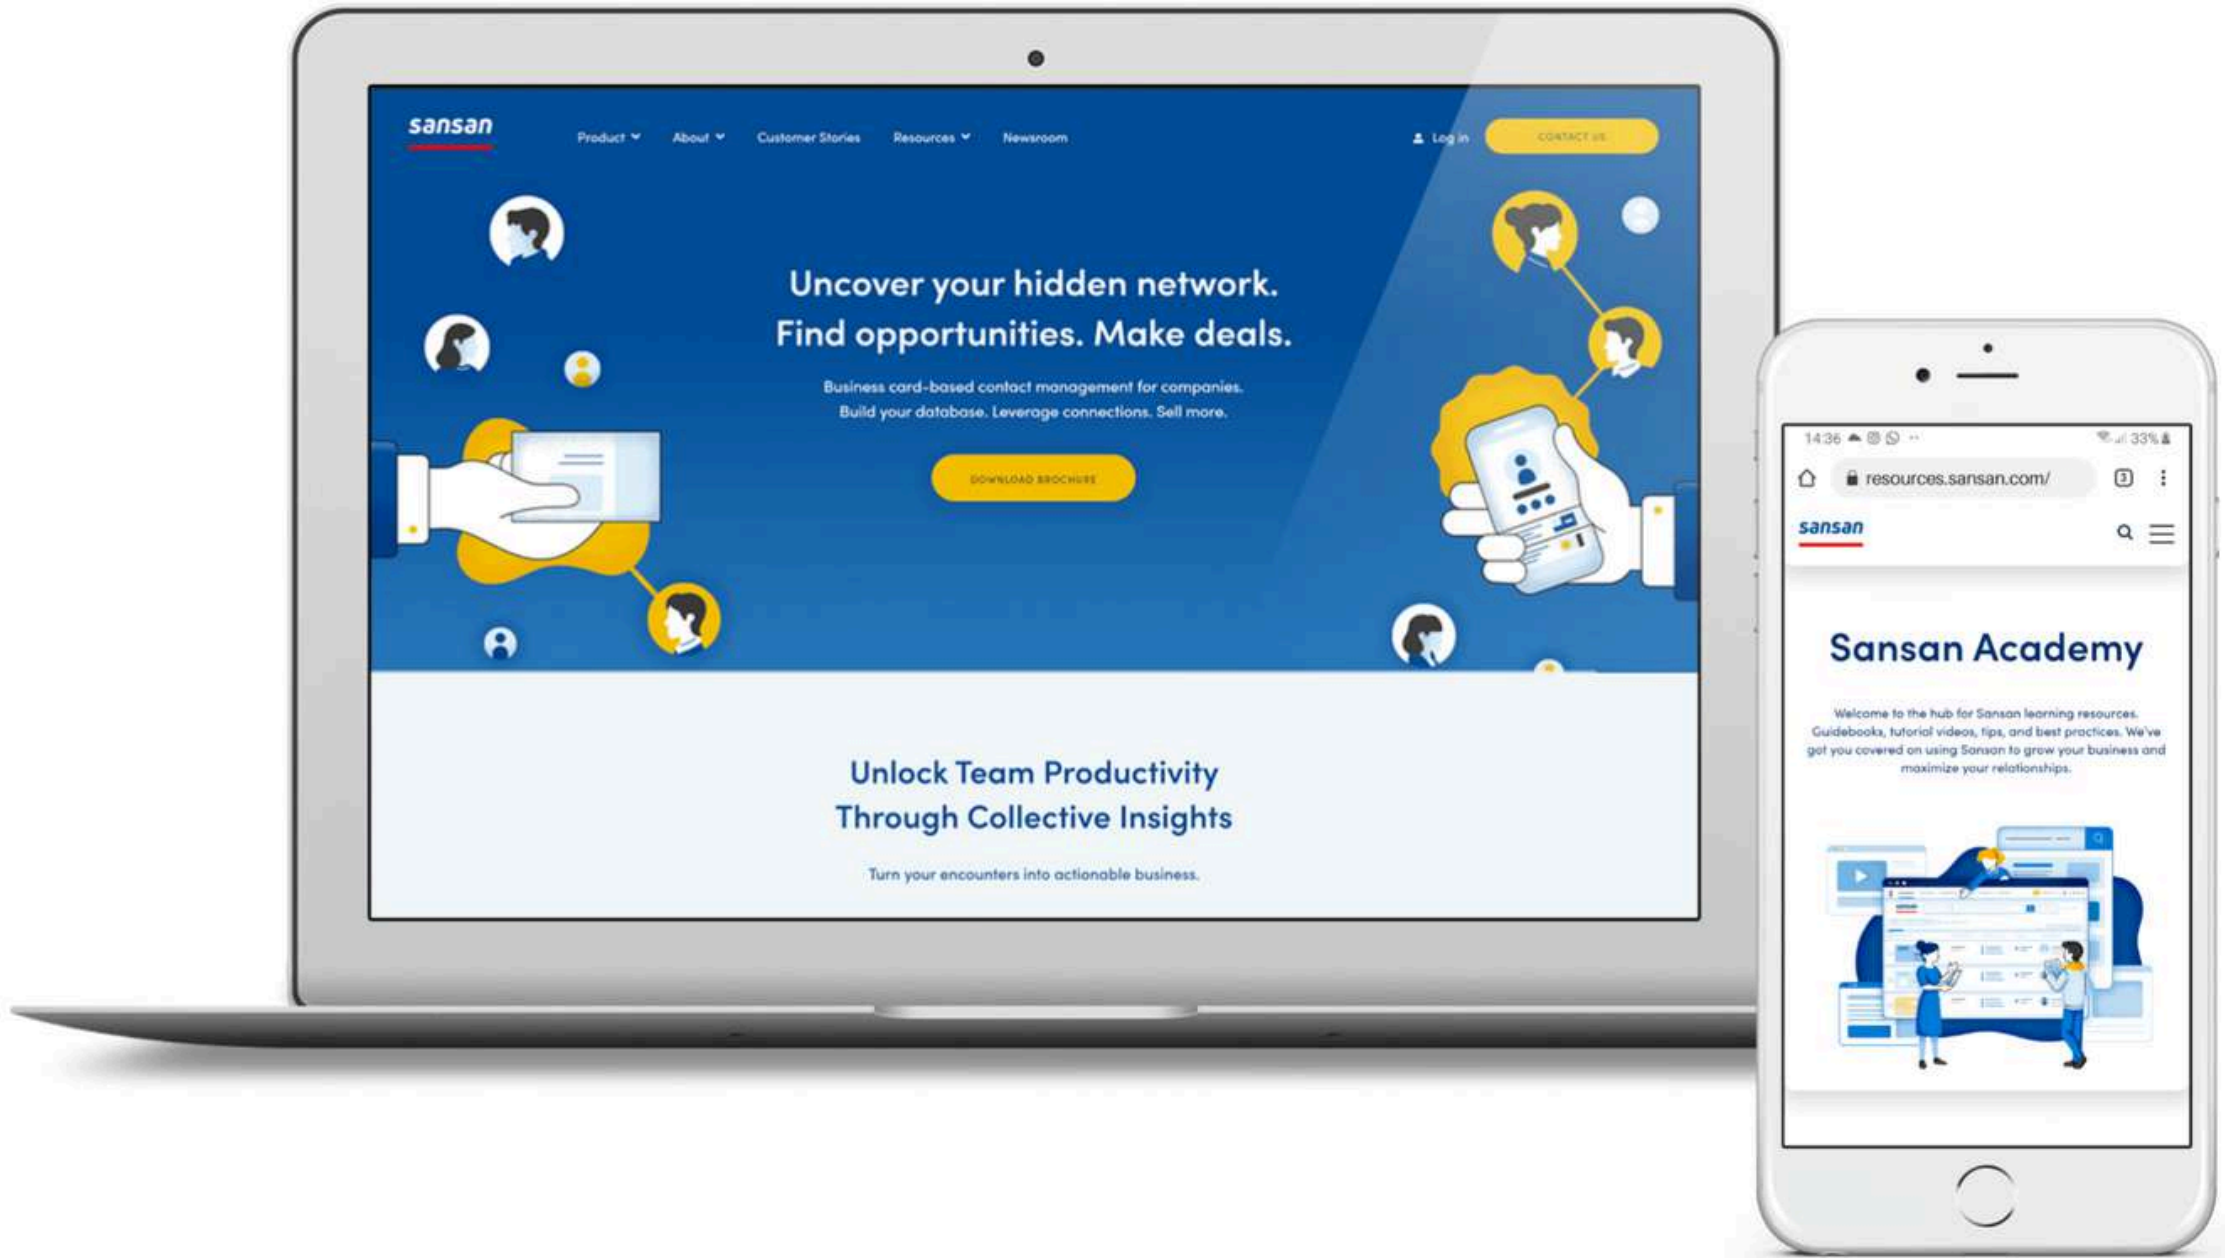 sansan
Product
About
Customer Stories
Resources
Newsroom
Log in
CONTACT US
Uncover your hidden network.
Find opportunities. Make deals.
Business card-based contact management for companies.
Build your database. Leverage connections. Sell more.
DOWNLOAD BROCHURE
Unlock Team Productivity
Through Collective Insights
Turn your encounters into actionable business.
14:36
33%
resources.sansan.com/
3
sansan
Sansan Academy
Welcome to the hub for Sansan learning resources.
Guidebooks, tutorial videos, tips, and best practices. We've
got you covered on using Sansan to grow your business and
maximize your relationships.